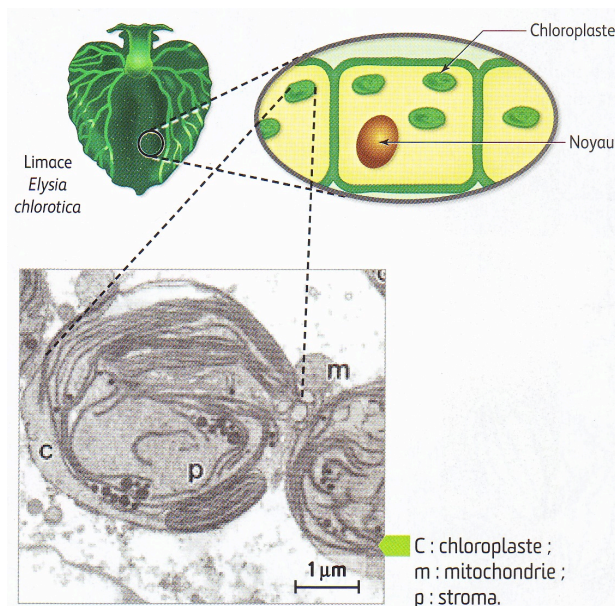 Chloroplaste
Noyau
Limace
Elysia
chlorotica
m
c
p
1 µm
C : chloroplaste ;
m : mitochondrie ;
p : stroma.